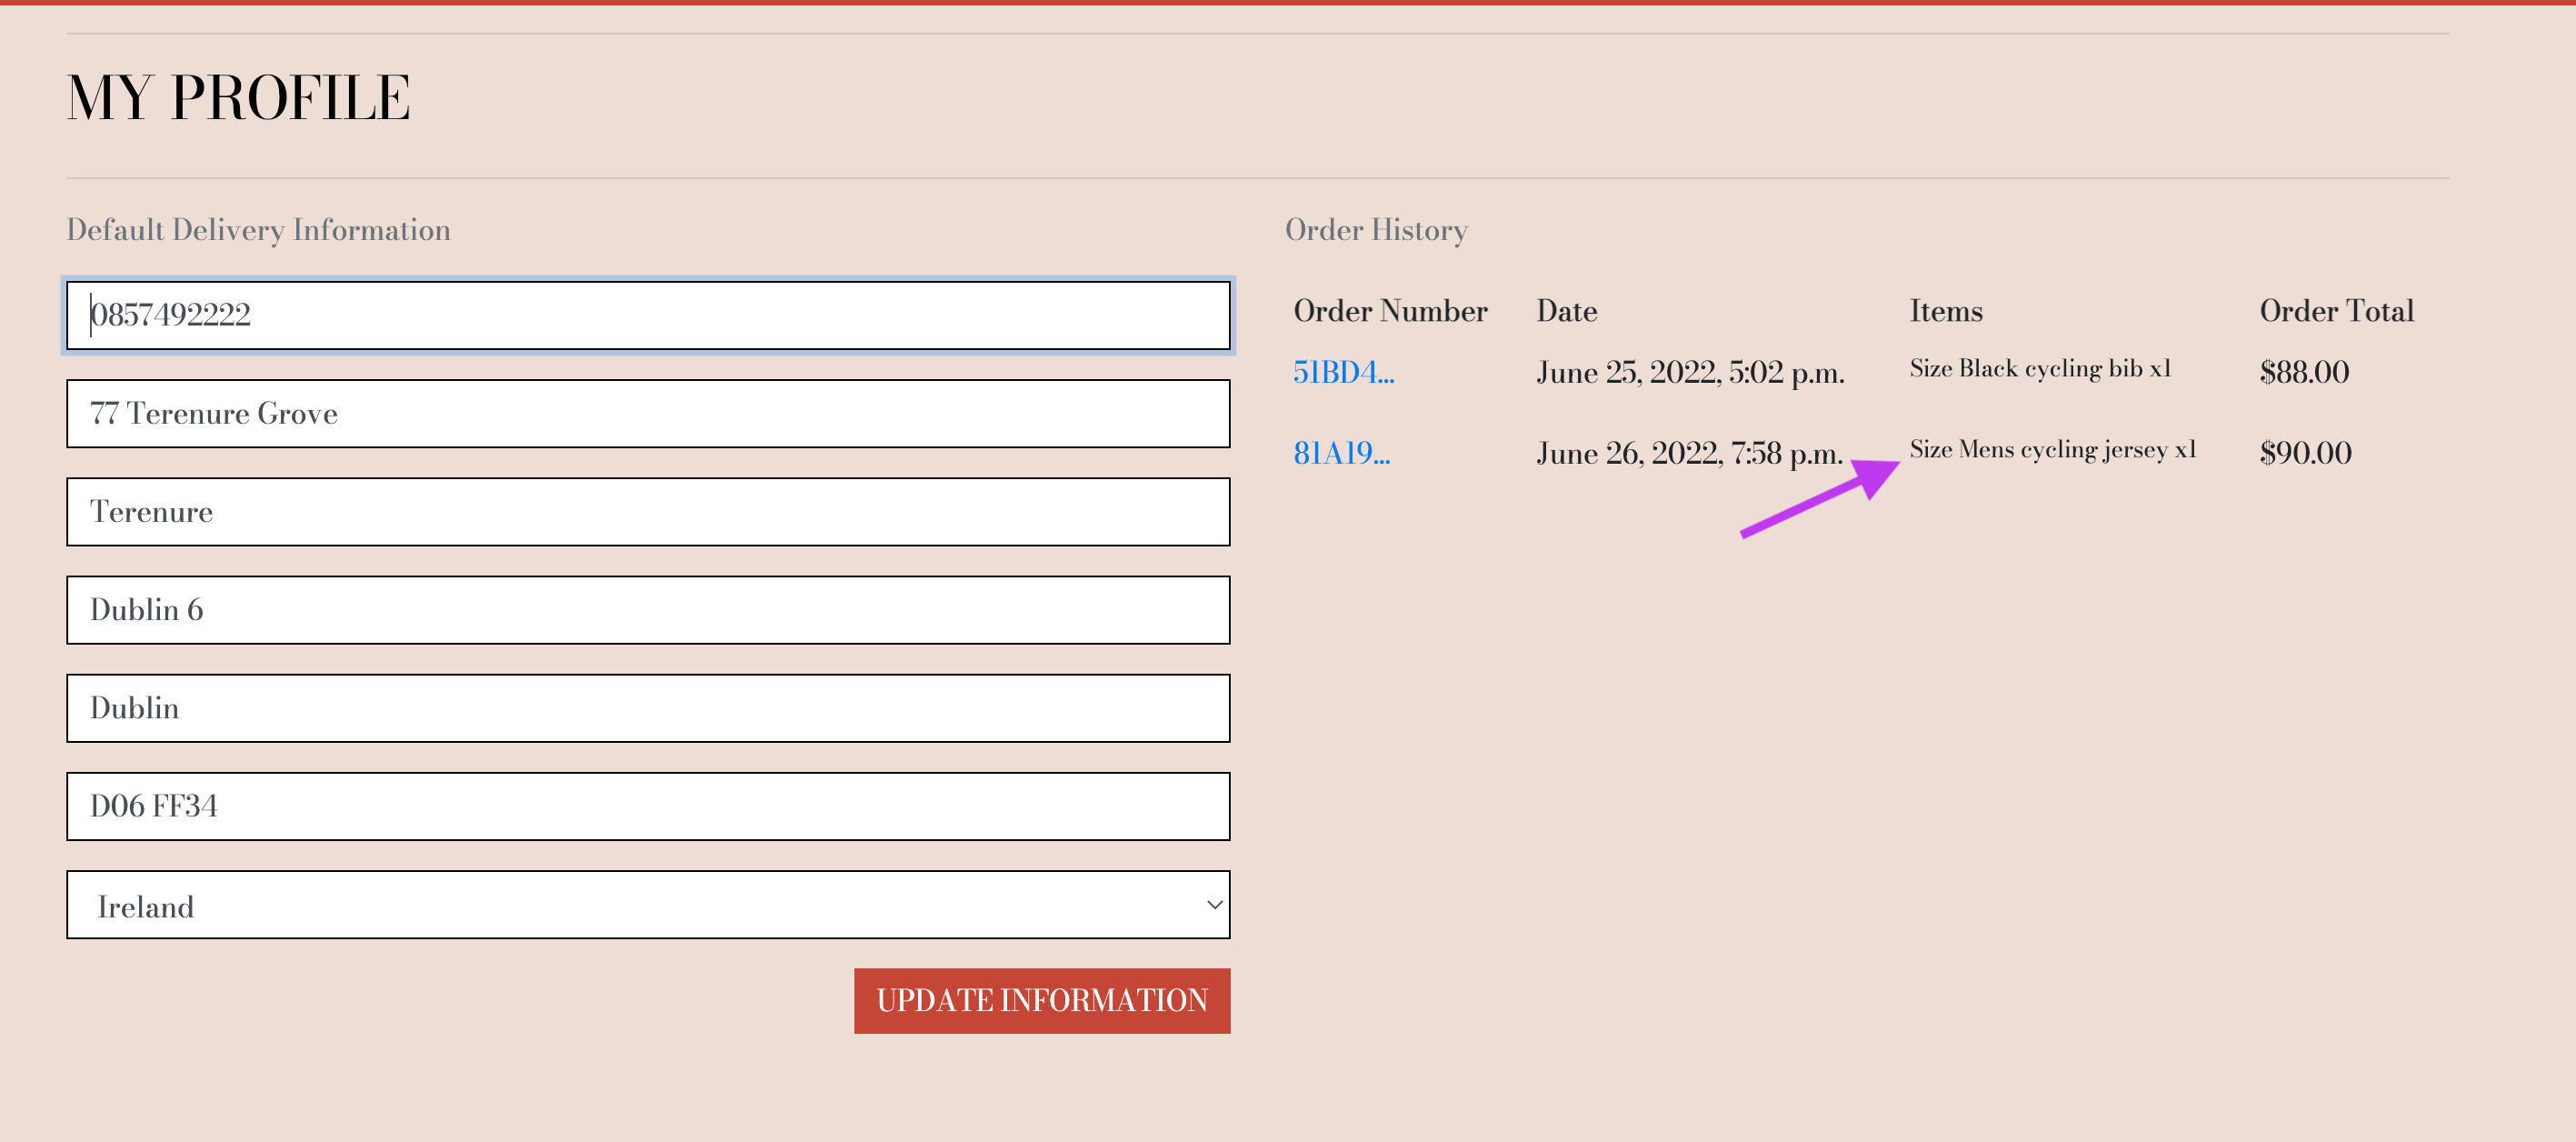 MY PROFILE
Default Delivery Information
0857492222
77 Terenure Grove
Terenure
Dublin 6
Dublin
D06 FF34
Ireland
UPDATE INFORMATION
Order History
Order Number Date Items Order Total
51BD4... June 25, 2022, 5:02 p.m. Size Black cycling bib xl $88.00
81A19... June 26, 2022, 7:58 p.m. Size Mens cycling jersey xl $90.00